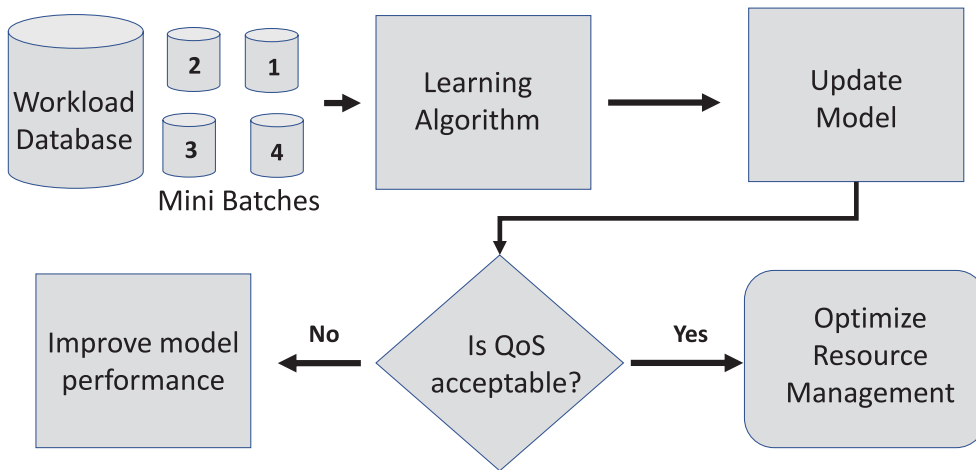 Workload
Database
2
1
3
4
Mini Batches
Learning
Algorithm
Update
Model
Improve model
performance
No
Is QoS
acceptable?
Yes
Optimize
Resource
Management